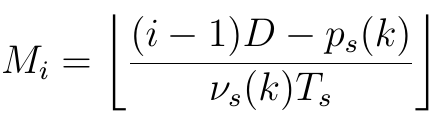 $M_i = \left\lfloor \frac{(i-1)D - p_s(k)}{\nu_s(k)T_s} \right\rfloor$